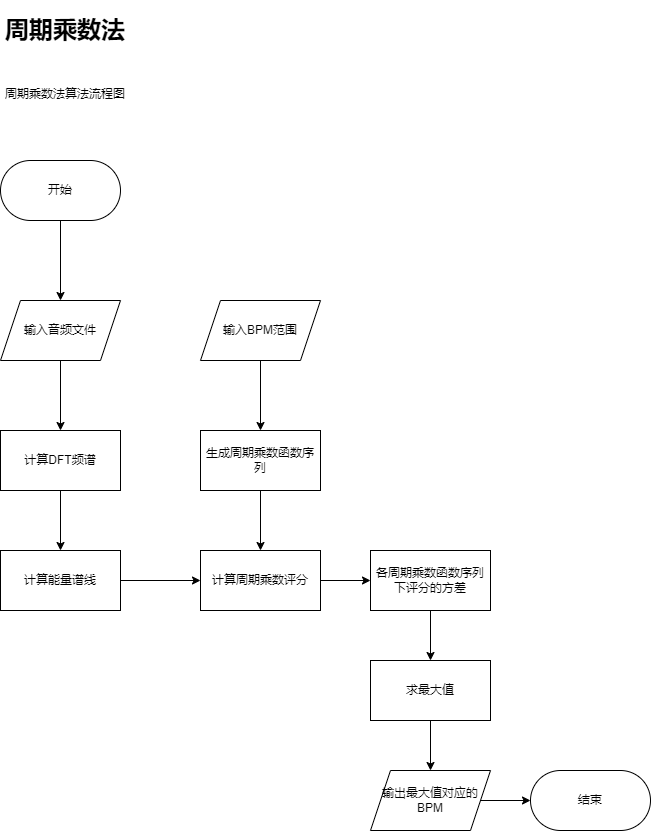 周期乘数法
周期乘数法算法流程图
开始
输入音频文件
输入BPM范围
计算DFT频谱
生成周期乘数函数序
列
计算能量谱线
计算周期乘数评分
各周期乘数函数序列
下评分的方差
求最大值
输出最大值对应的
BPM
结束